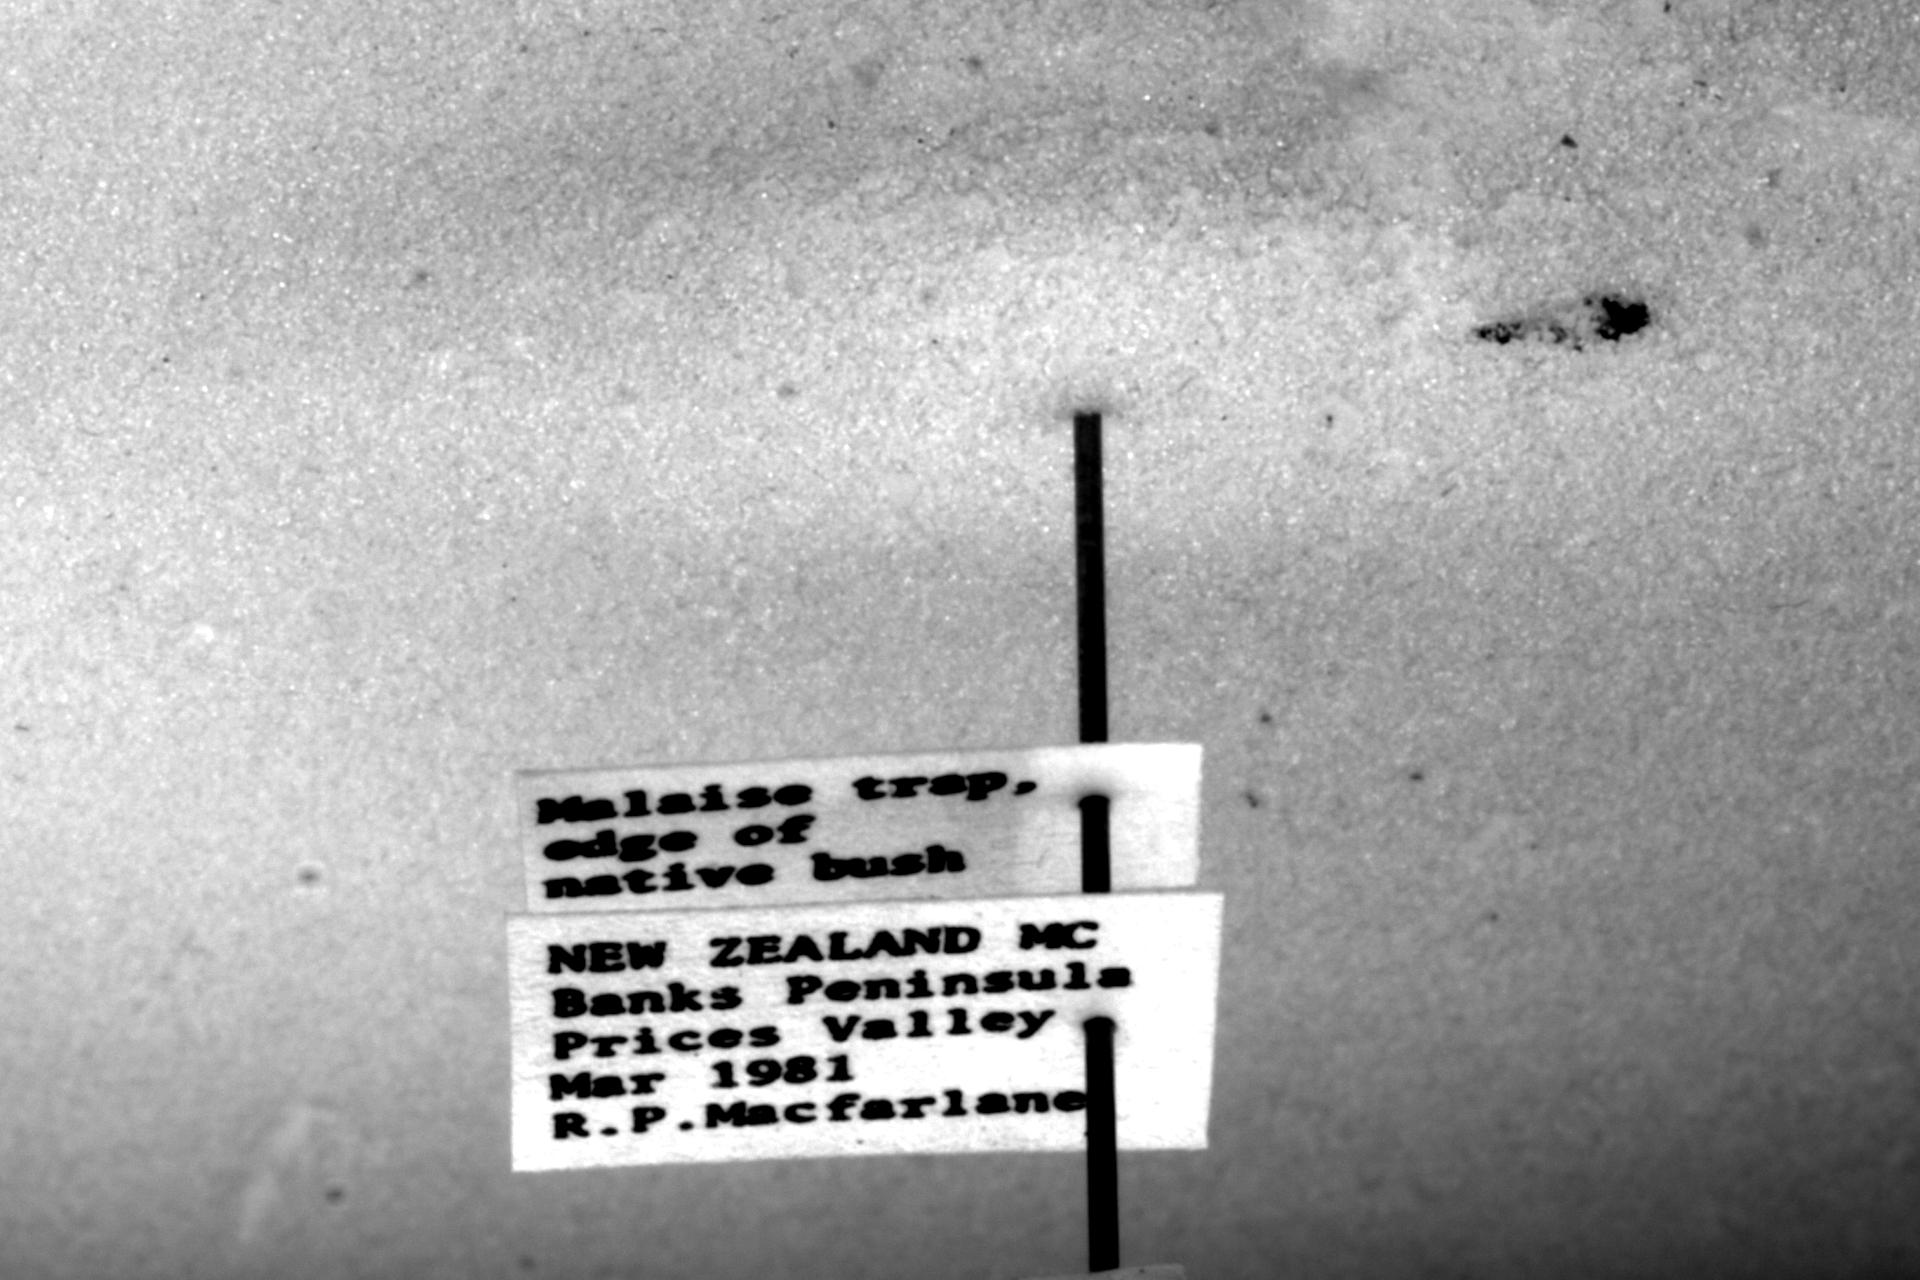 Malaise trap,
edge of
native bush
NEW ZEALAND MC
Banks Peninsula
Prices Valley
Mar 1981
R.P.Macfarlane